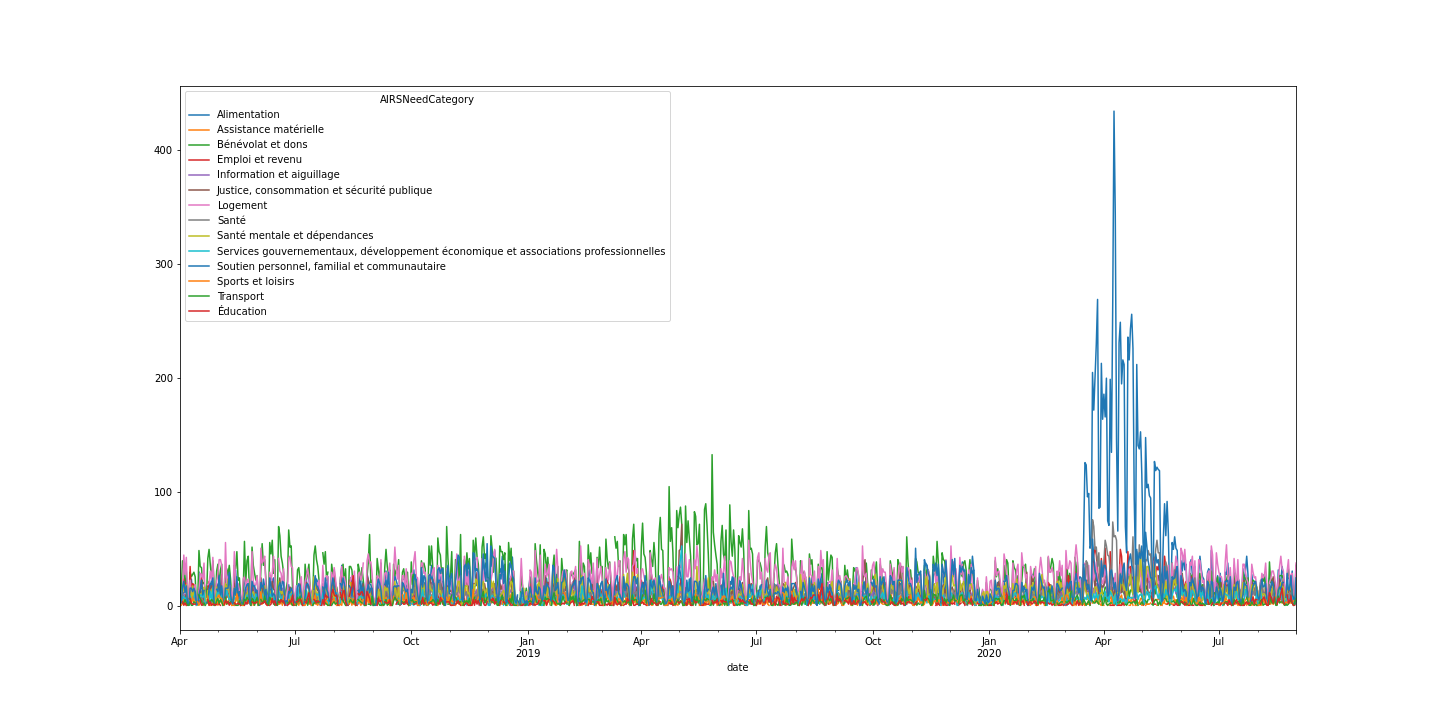 AIRSNeedCategory
Alimentation
Assistance matérielle
Bénévolat et dons
Emploi et revenu
Information et aiguillage
Justice, consommation et sécurité publique
Logement
Santé
Santé mentale et dépendances
Services gouvernementaux, développement économique et associations professionnelles
Soutien personnel, familial et communautaire
Sports et loisirs
Transport
Éducation
400
300
200
100
0
Apr Jul Oct Jan Apr Jul Oct Jan Apr Jul
2019 2020
date